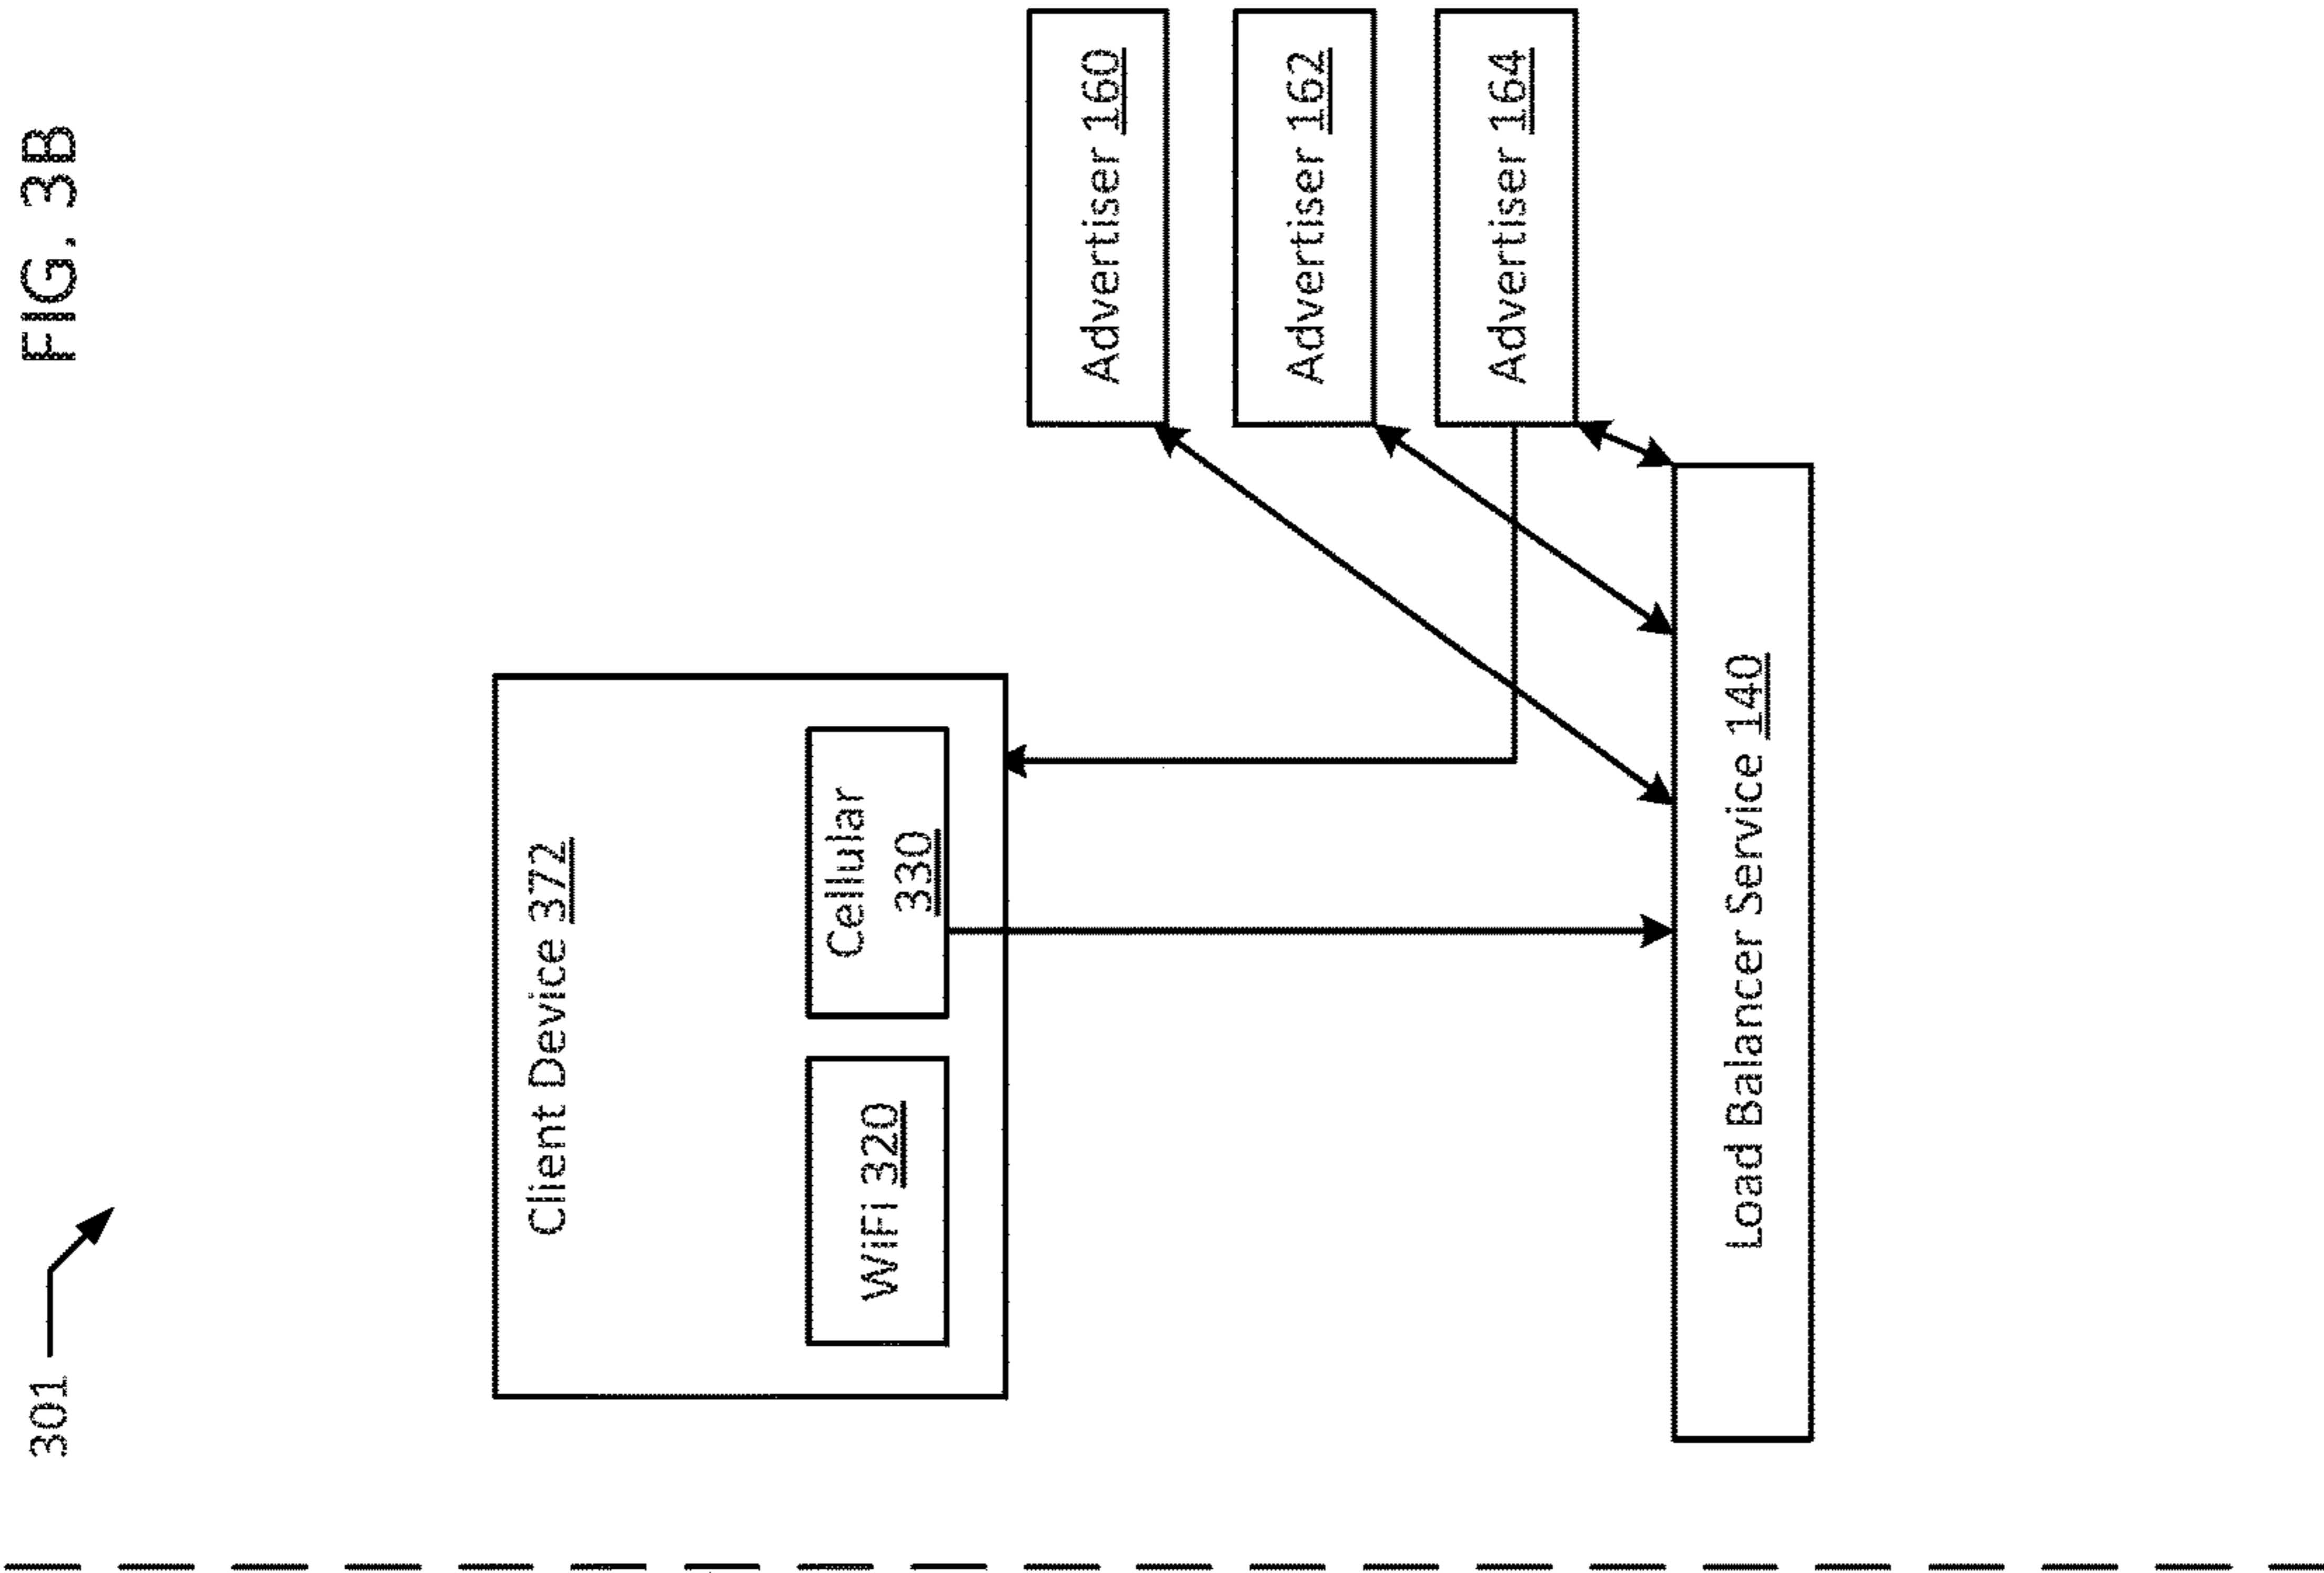 FIG. 3B
301
Client Device 372
WiFi 320
Cellular
330
Advertiser 160
Advertiser 162
Advertiser 164
Load Balancer Service 140